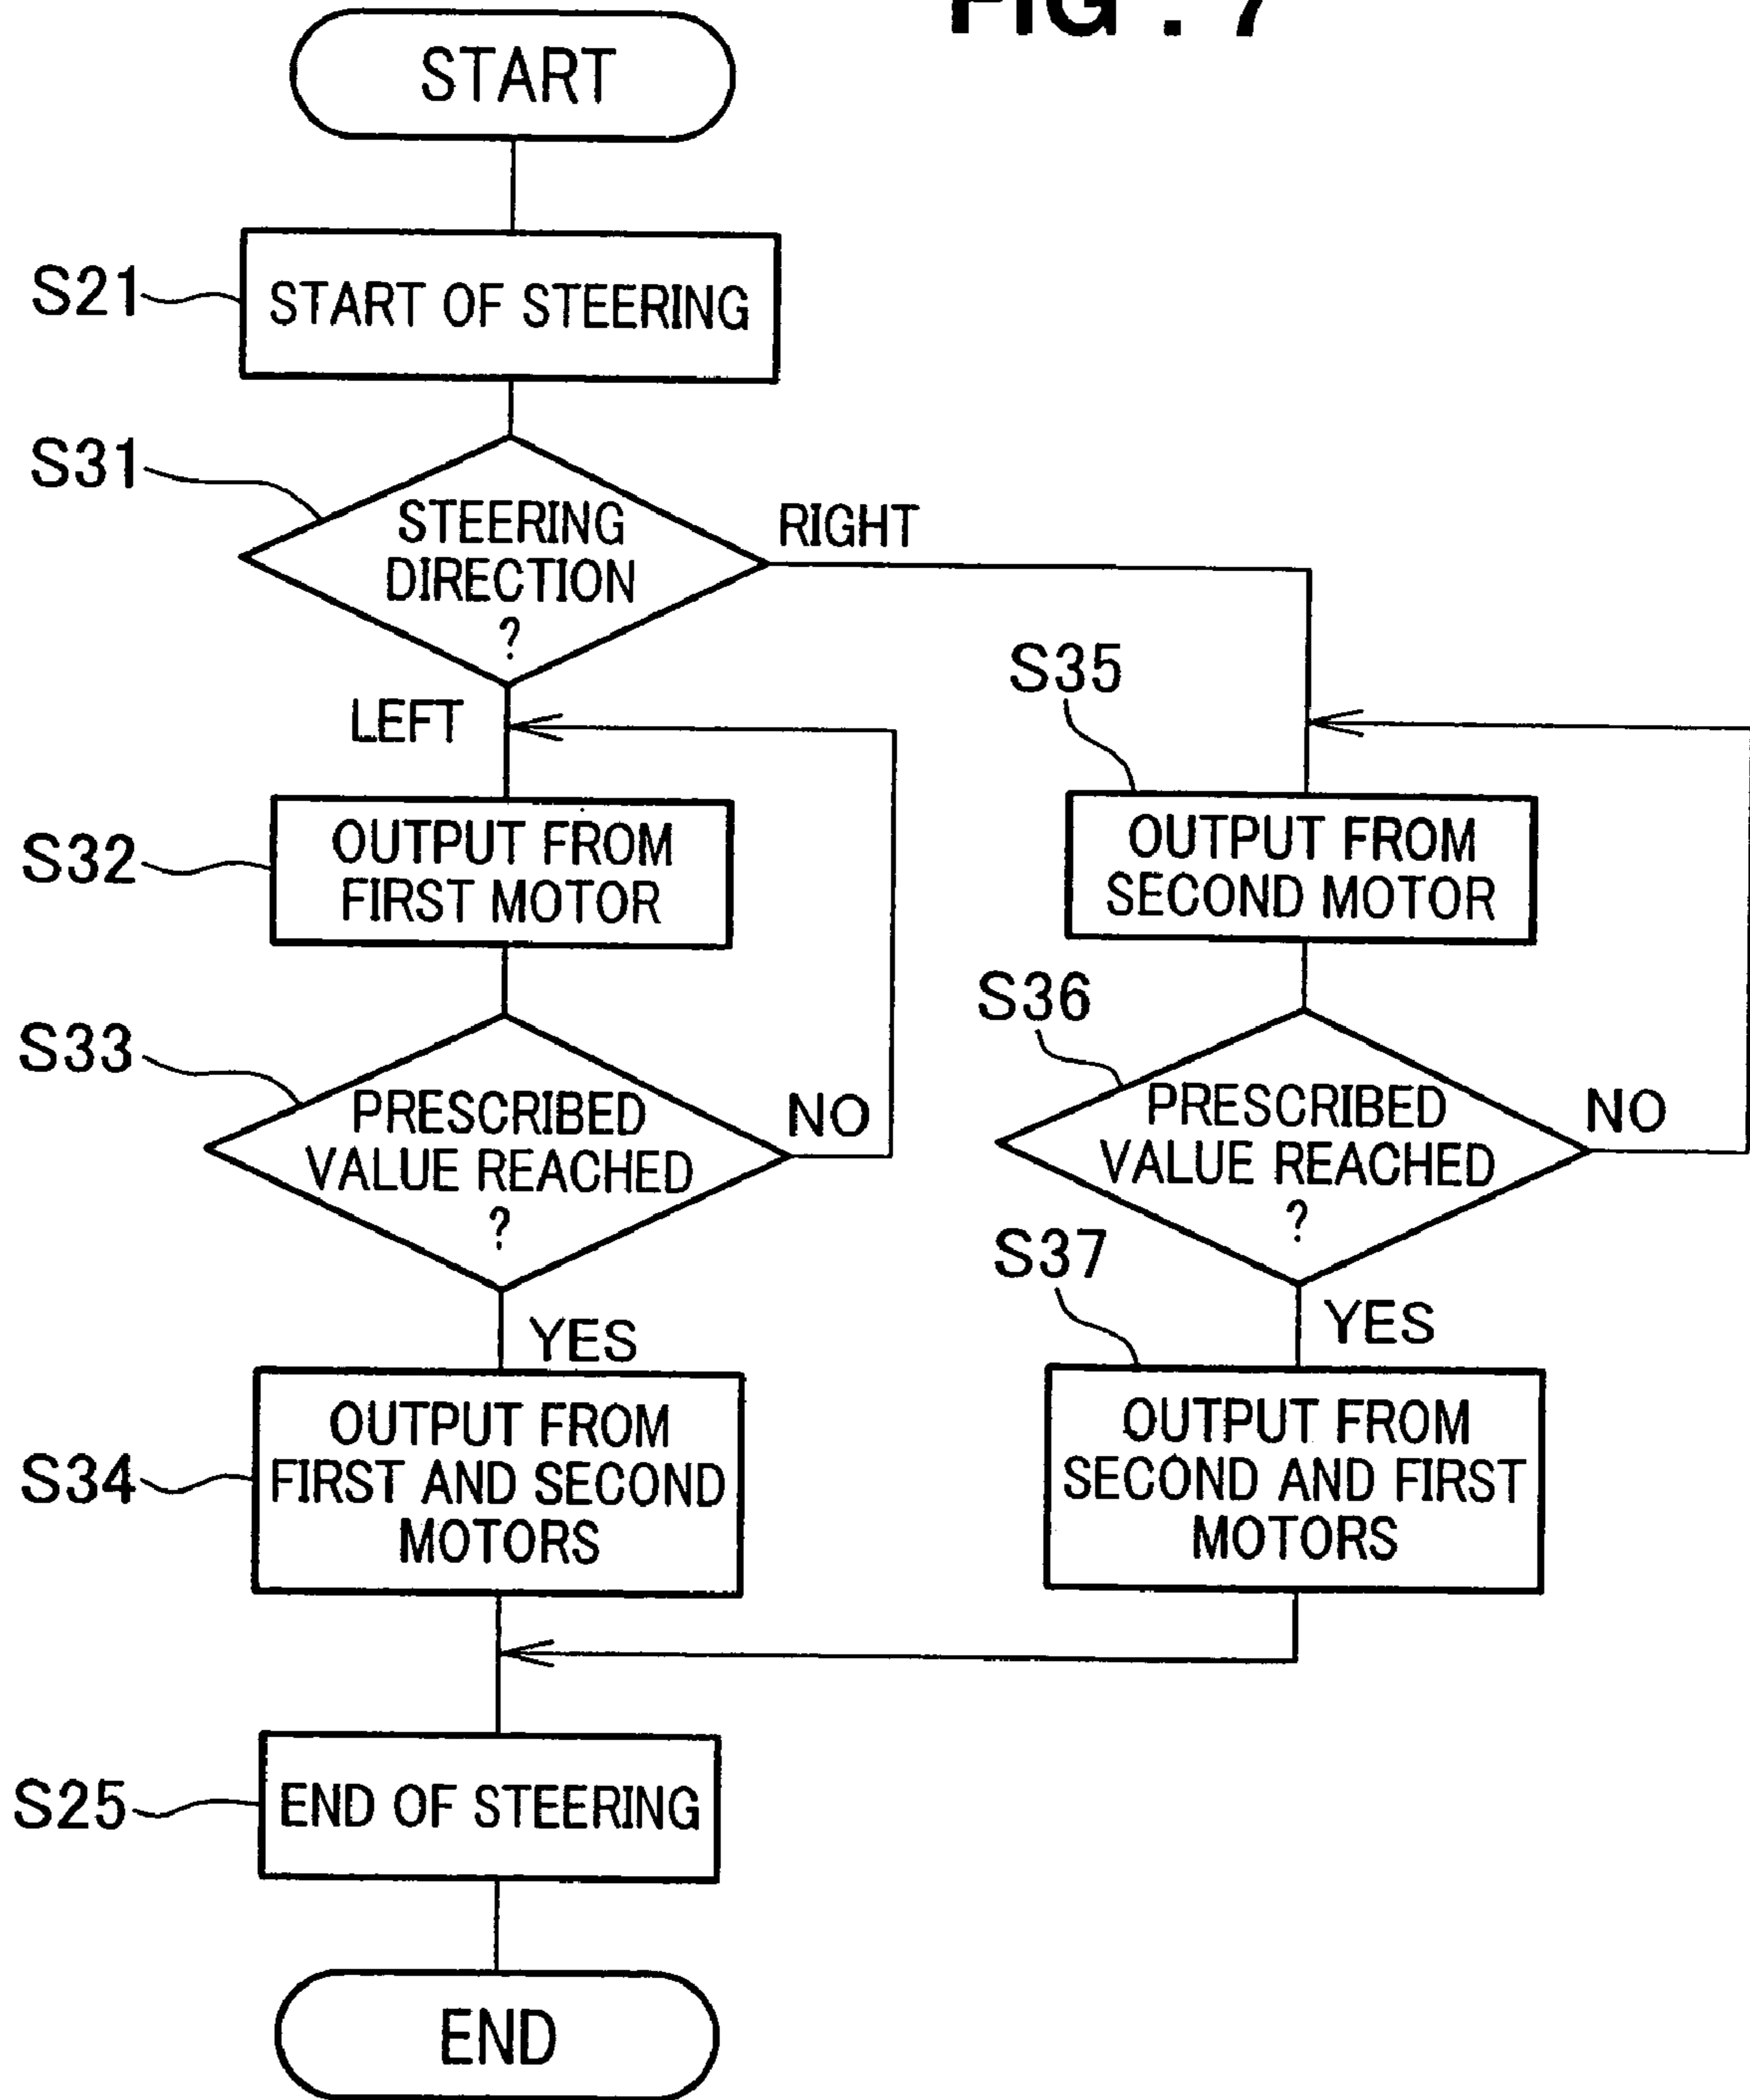 FIG . 7
START
S21
START OF STEERING
S31
STEERING
DIRECTION
?
RIGHT
LEFT
S32
OUTPUT FROM
FIRST MOTOR
S33
PRESCRIBED
VALUE REACHED
?
NO
YES
S34
OUTPUT FROM
FIRST AND SECOND
MOTORS
S35
OUTPUT FROM
SECOND MOTOR
S36
PRESCRIBED
VALUE REACHED
?
NO
YES
S37
OUTPUT FROM
SECOND AND FIRST
MOTORS
S25
END OF STEERING
END